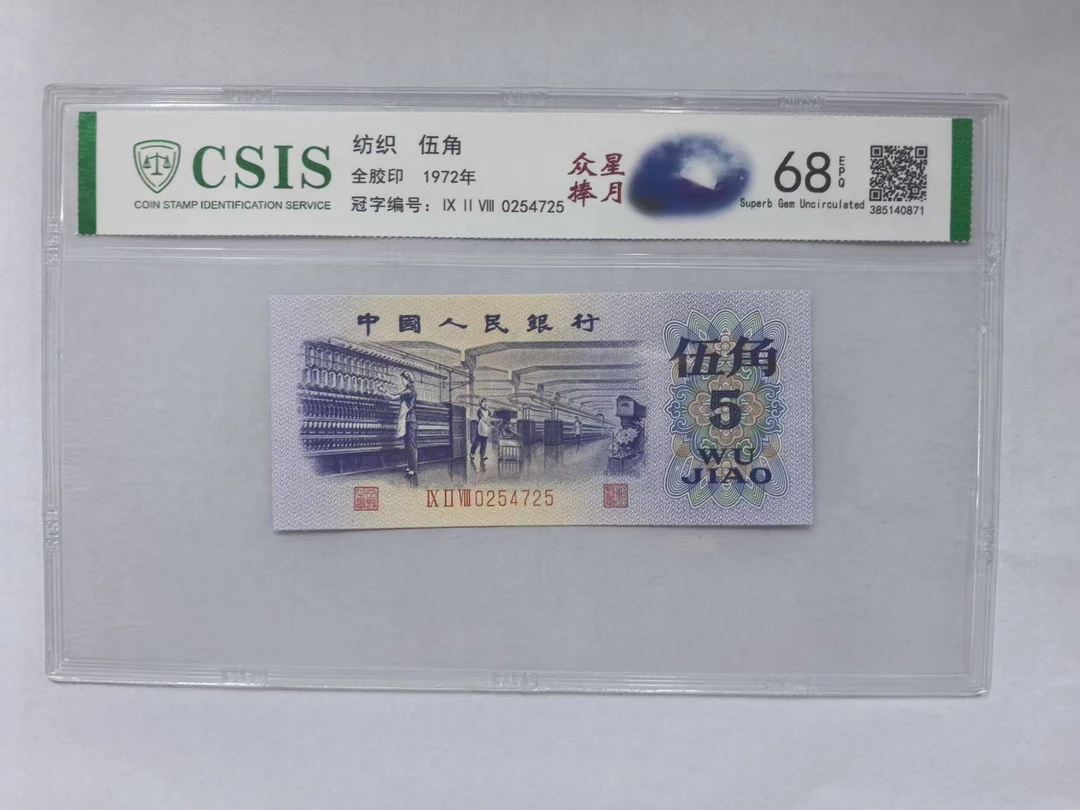 CSIS
COIN STAMP IDENTIFICATION SERVICE
纺织 伍角
全胶印 1972年
冠字编号：IX II VIII 0254725
众星
捧月
68
EPQ
Superb Gem Uncirculated
385140871
中國人民銀行
伍角
5
WU
JIAO
IX II VIII 0254725